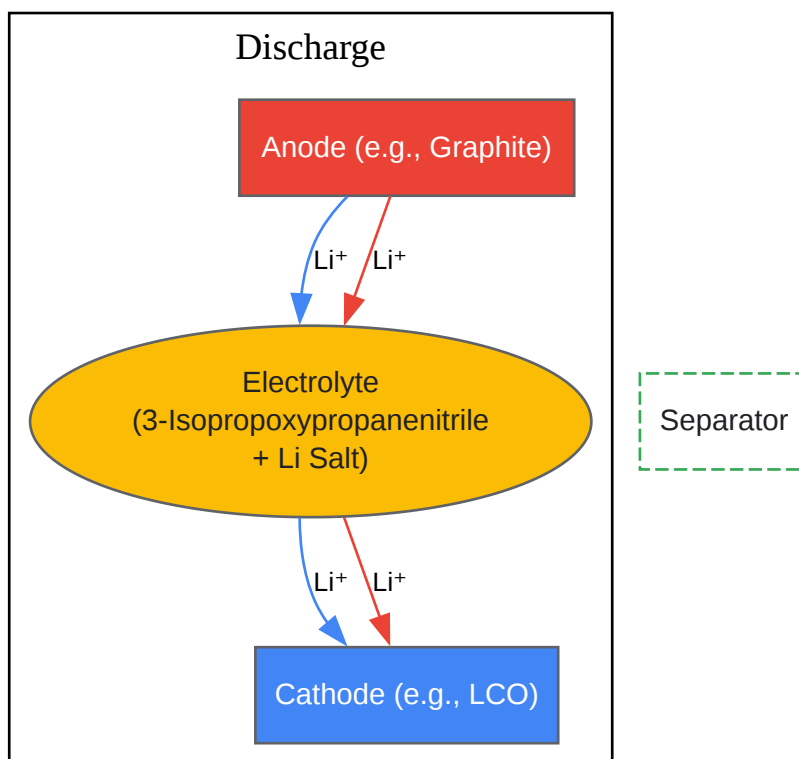 Discharge
Anode (e.g., Graphite)
Li⁺ Li⁺
Electrolyte
(3-Isopropoxypropanenitrile
+ Li Salt)
Separator
Li⁺ Li⁺
Cathode (e.g., LCO)